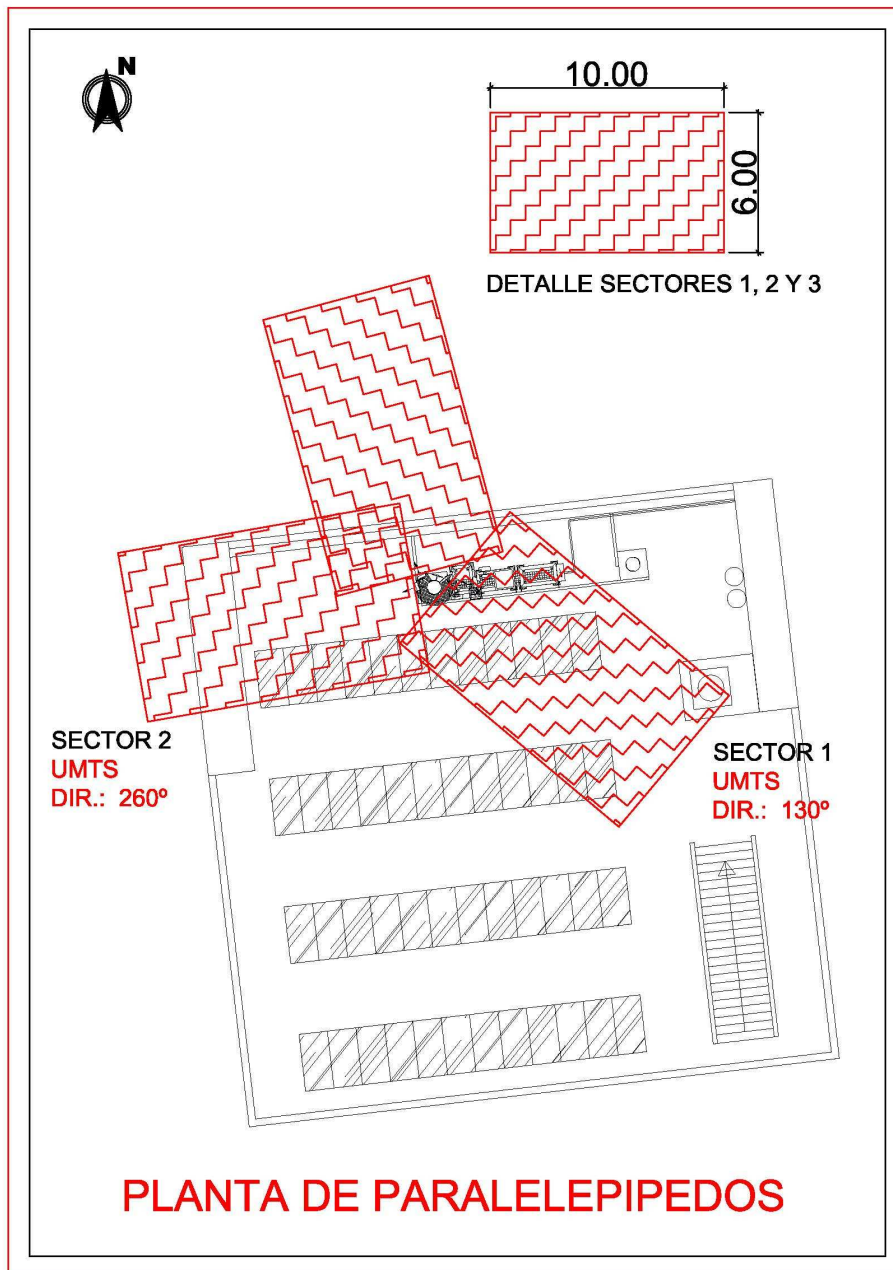 N
10.00
6.00
DETALLE SECTORES 1, 2 Y 3
SECTOR 2
UMTS
DIR.: 260º
SECTOR 1
UMTS
DIR.: 130º
PLANTA DE PARALELEPIPEDOS